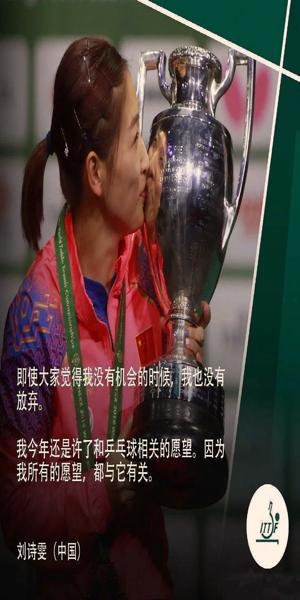 即使大家觉得我没有机会的时候，我也没有
放弃。
我今年还是许了和乒乓球相关的愿望。因为
我所有的愿望，都与它有关。
刘诗雯（中国）
ITTF